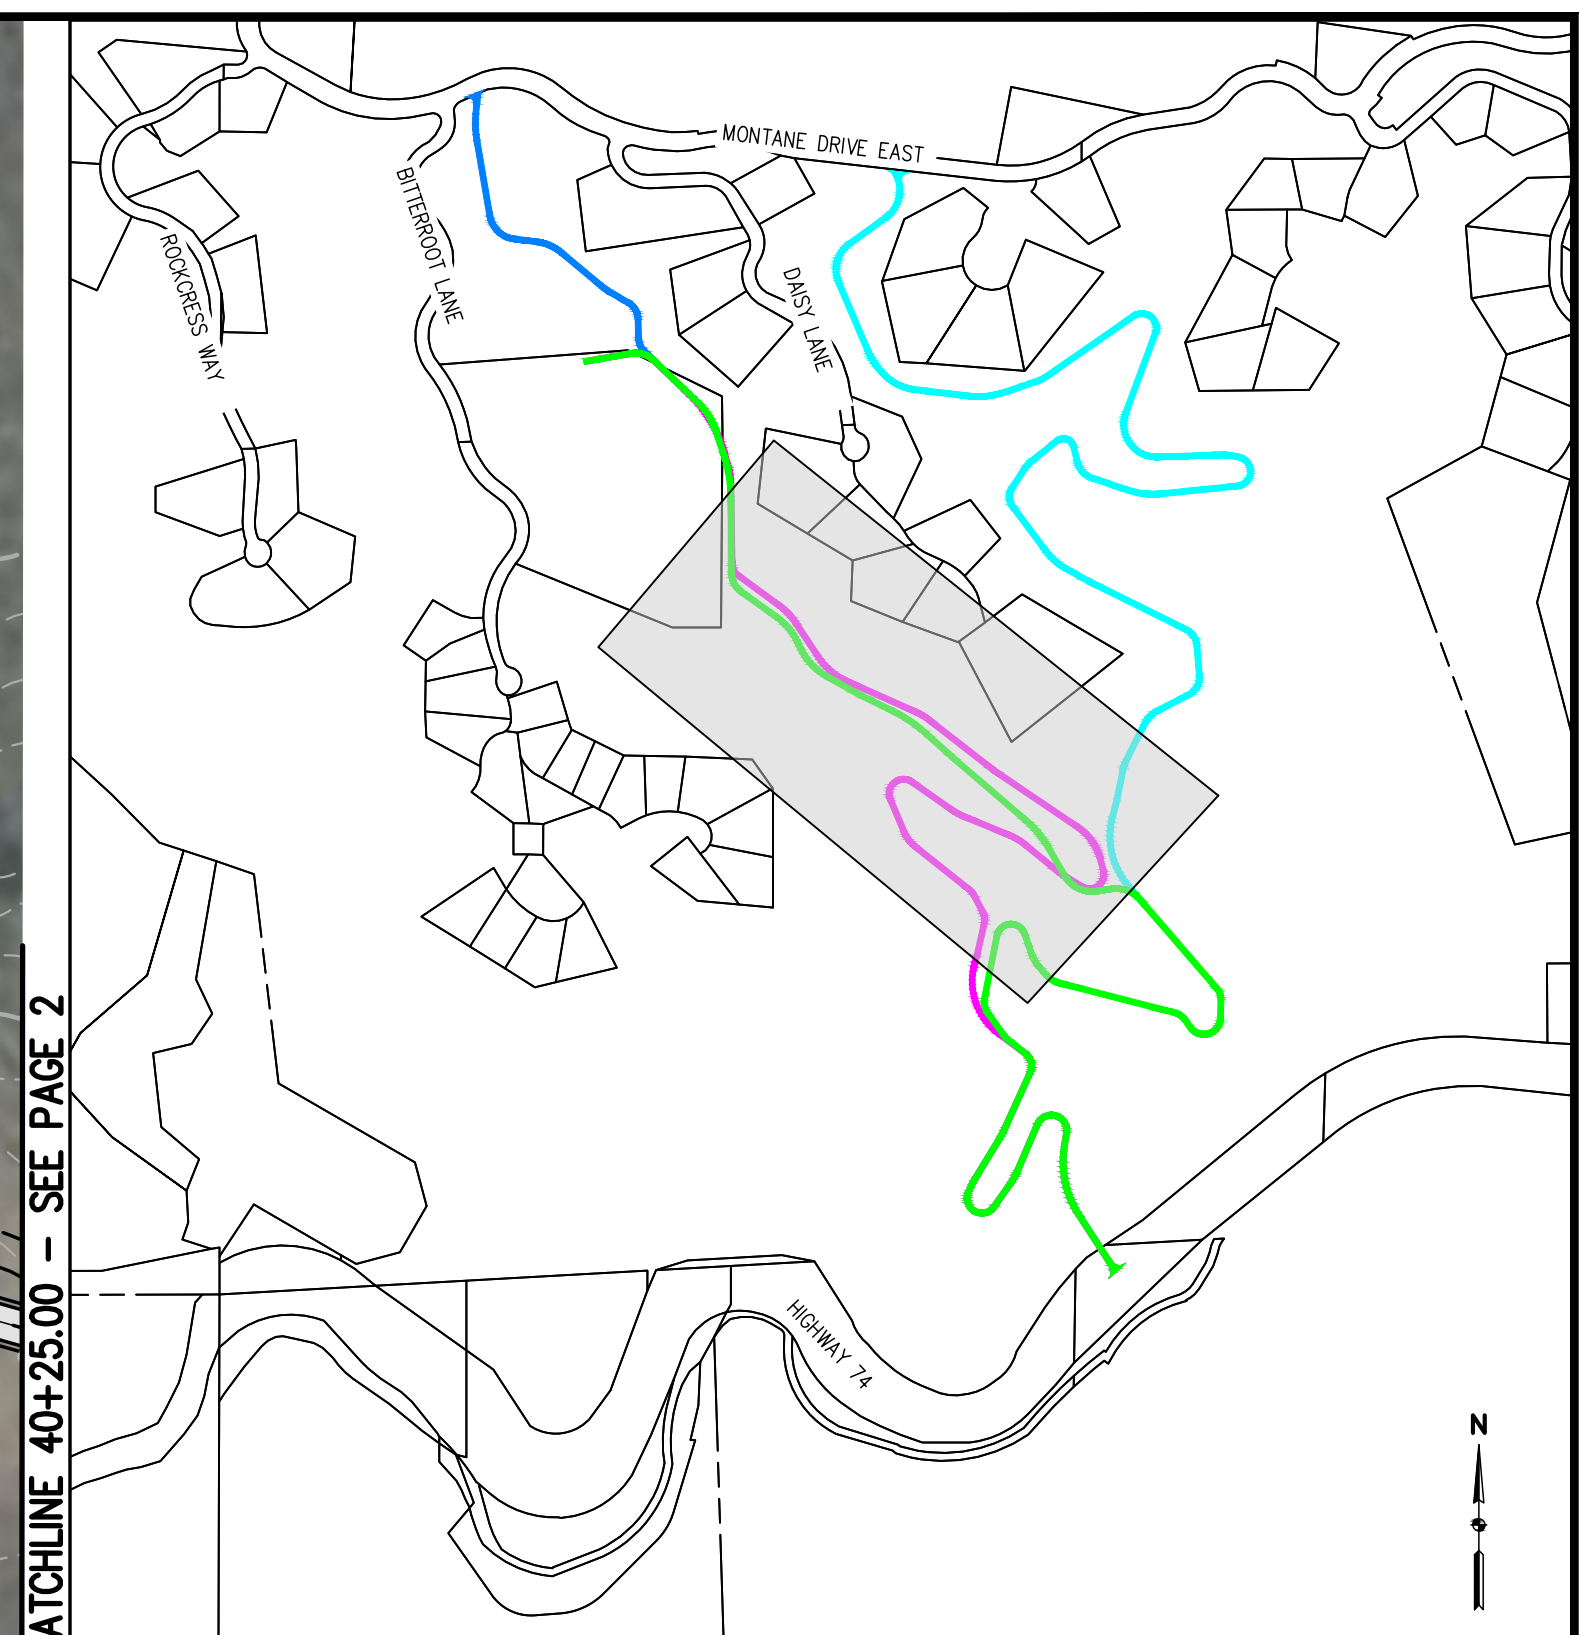 MONTANE DRIVE EAST
BITTERROOT LANE
ROCKCRESS WAY
DAISY LANE
ATCHLINE 40+25.00 – SEE PAGE 2
HIGHWAY 74
N